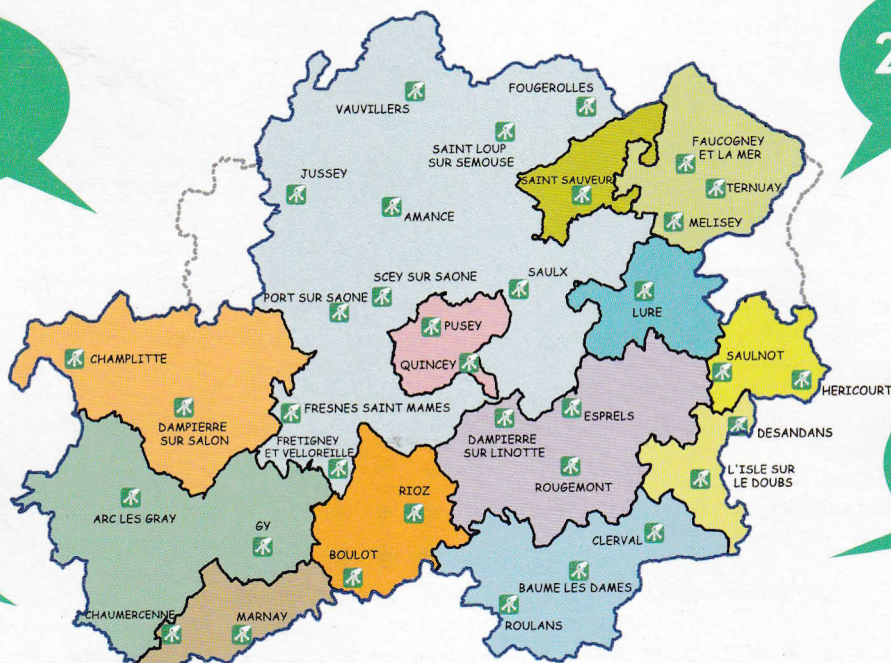 2
FOUGEROLLES
VAUVILLERS
SAINT LOUP
SUR SEMOUSE
FAUCOGNEY
ET LA MER
JUSSEY
SAINT SAUVEUR
TERNUAY
AMANCE
MELISEY
SCEY SUR SAONE
SAULX
PORT SUR SAONE
LURE
PUSEY
CHAMPLITTE
QUINCEY
SAULNOT
HERICOURT
FRESNES SAINT MAMES
ESPRELS
DAMPIERRE
SUR SALON
DAMPIERRE
SUR LINOTTE
DESANDANS
FRETIGNEY
ET VELLOREILLE
L'ISLE SUR
LE DOUBS
ROUGEMONT
RIOZ
ARC LES GRAY
GY
CLERVAL
BOULOT
BAUME LES DAMES
CHAUMERCENNE
MARNAY
ROULANS